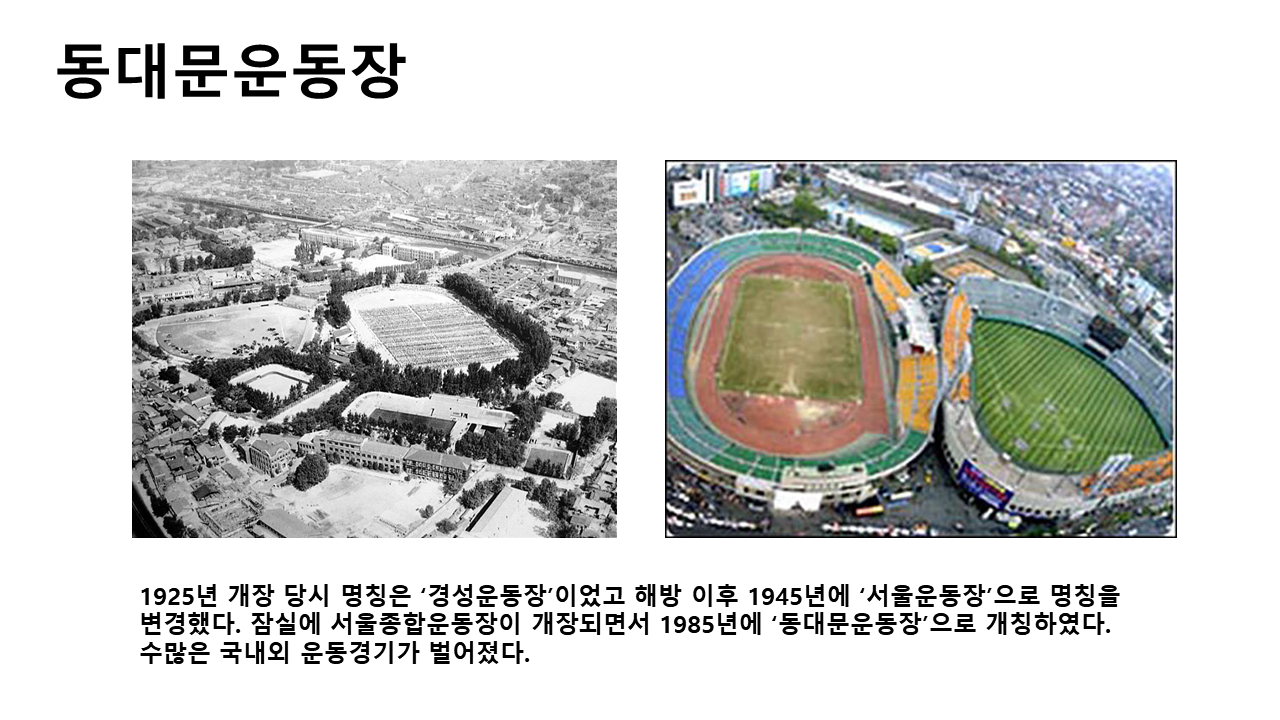 동대문운동장
1925년 개장 당시 명칭은 ‘경성운동장’이었고 해방 이후 1945년에 ‘서울운동장’으로 명칭을
변경했다. 잠실에 서울종합운동장이 개장되면서 1985년에 ‘동대문운동장’으로 개칭하였다.
수많은 국내외 운동경기가 벌어졌다.